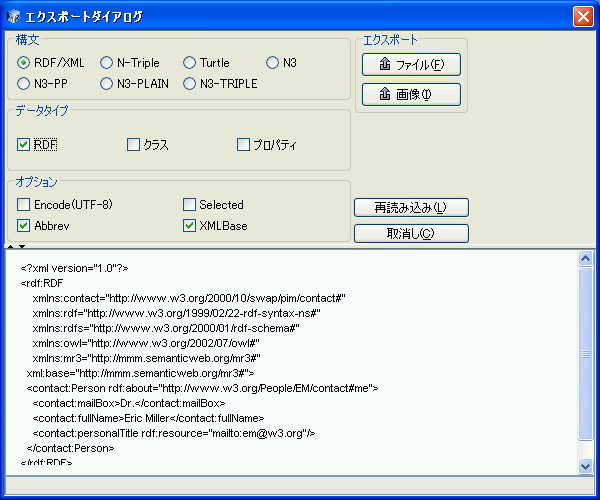 エクスポートダイアログ
構文
RDF/XML N-Triple Turtle N3
N3-PP N3-PLAIN N3-TRIPLE
エクスポート
ファイル(F)
画像(I)
データタイプ
RDF クラス プロパティ
オプション
Encode(UTF-8) Selected
Abbrev XMLBase
再読み込み(L)
取消し(C)
<?xml version="1.0"?>
<rdf:RDF
xmlns:contact="http://www.w3.org/2000/10/swap/pim/contact#"
xmlns:rdf="http://www.w3.org/1999/02/22-rdf-syntax-ns#"
xmlns:rdfs="http://www.w3.org/2000/01/rdf-schema#"
xmlns:owl="http://www.w3.org/2002/07/owl#"
xmlns:mr3="http://mmm.semanticweb.org/mr3#"
xml:base="http://mmm.semanticweb.org/mr3#">
<contact:Person rdf:about="http://www.w3.org/People/EM/contact#me">
<contact:mailBox>Dr.</contact:mailBox>
<contact:fullName>Eric Miller</contact:fullName>
<contact:personalTitle rdf:resource="mailto:em@w3.org"/>
</contact:Person>
</rdf:RDF>